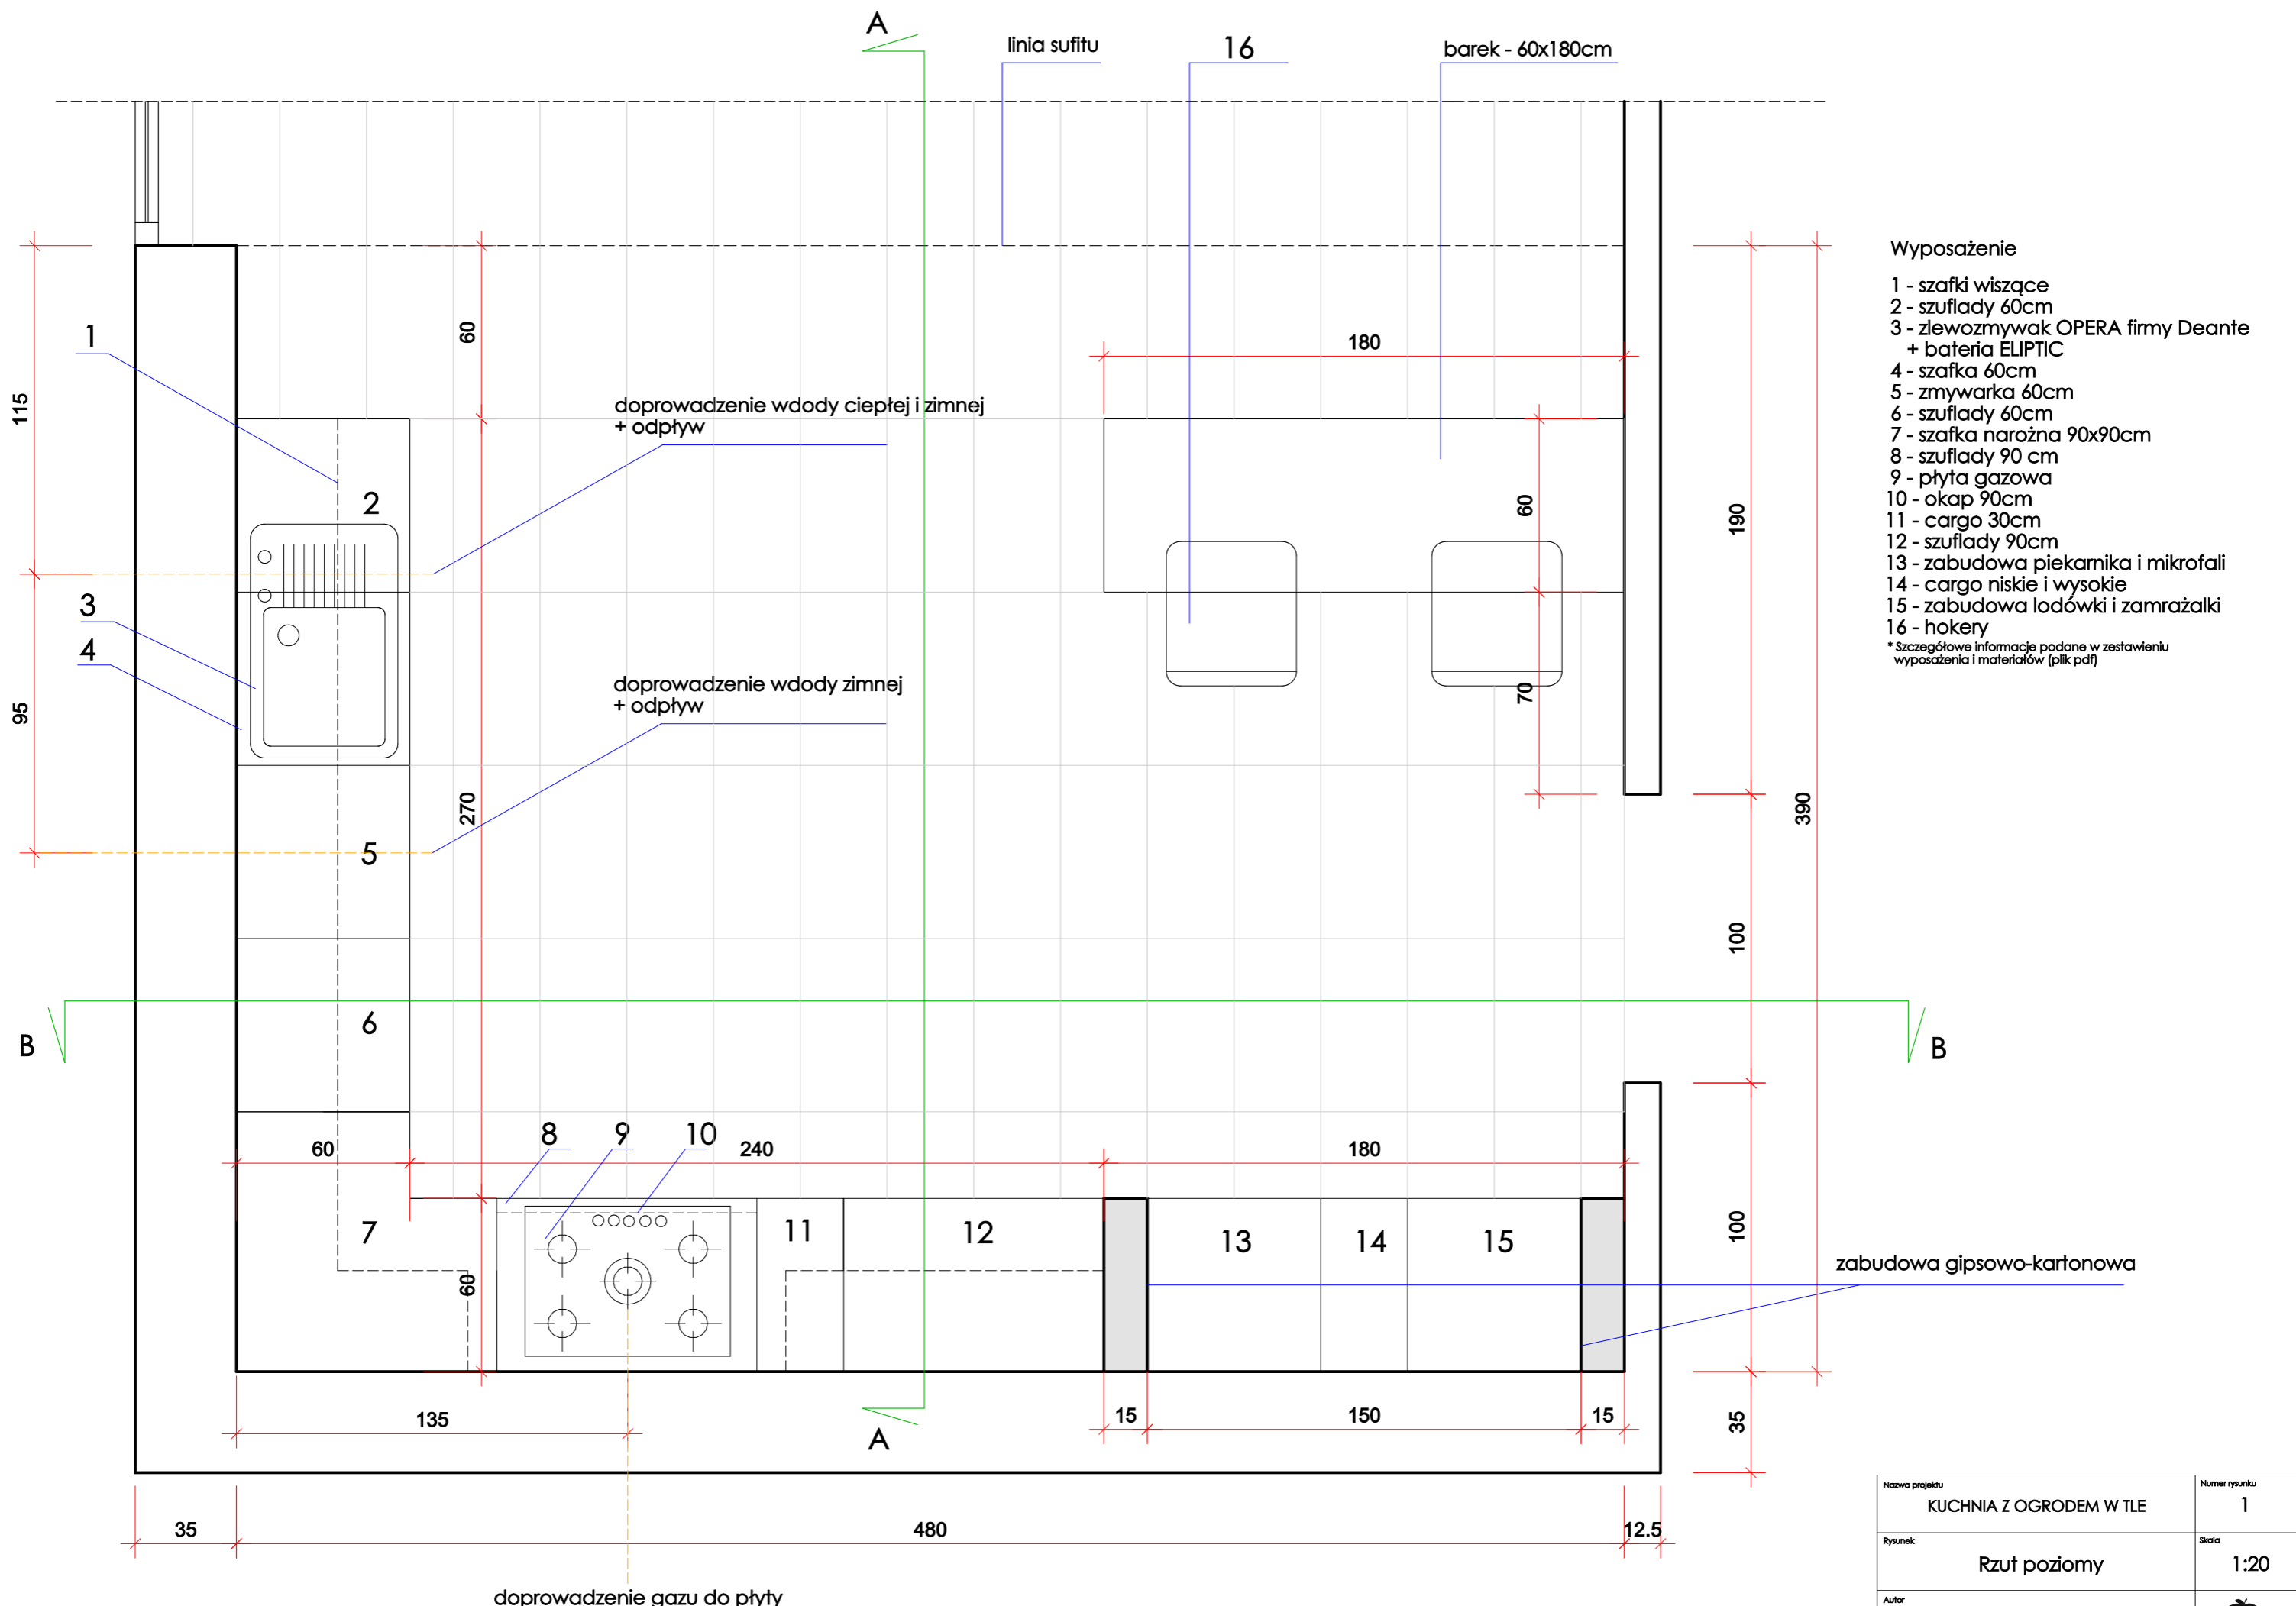 A
linia sufitu
16
barek - 60x180cm
Wyposażenie
1 - szafki wiszące
2 - szuflady 60cm
3 - zlewozmywak OPERA firmy Deante
+ bateria ELIPTIC
4 - szafka 60cm
5 - zmywarka 60cm
6 - szuflady 60cm
7 - szafka narożna 90x90cm
8 - szuflady 90 cm
9 - płyta gazowa
10 - okap 90cm
11 - cargo 30cm
12 - szuflady 90cm
13 - zabudowa piekarnika i mikrofali
14 - cargo niskie i wysokie
15 - zabudowa lodówki i zamrażalki
16 - hokery
* Szczegółowe informacje podane w zestawieniu
wyposażenia i materiałów (plik pdf)
1
60
180
115
doprowadzenie wdody ciepłej i zimnej
+ odpływ
2
60
190
3
4
doprowadzenie wdody zimnej
+ odpływ
95
70
270
390
5
100
6
B
B
60
8
9
10
240
180
7
11
12
13
14
15
100
60
zabudowa gipsowo-kartonowa
135
A
15
150
15
35
35
480
12.5
doprowadzenie gazu do płyty
Nazwa projektu
KUCHNIA Z OGRODEM W TLE
Numer rysunku
1
Rysunek
Rzut poziomy
Skala
1:20
Autor